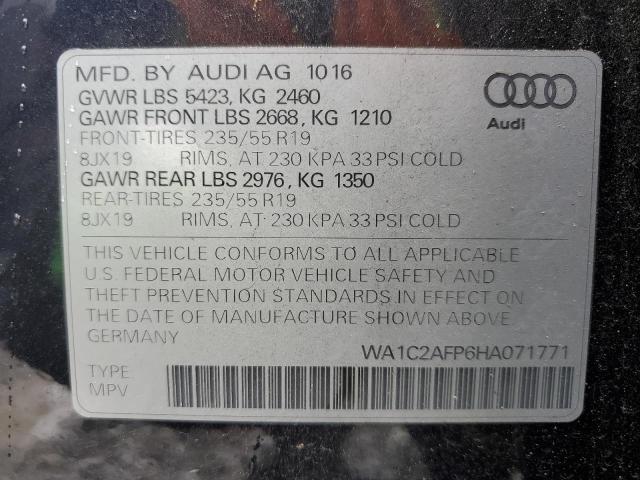 MFD. BY AUDI AG 1016
GVWR LBS 5423, KG 2460
GAWR FRONT LBS 2668, KG 1210
FRONT-TIRES 235/55 R19
8JX19 RIMS, AT 230 KPA 33 PSI COLD
GAWR REAR LBS 2976, KG 1350
REAR-TIRES 235/55 R19
8JX19 RIMS, AT 230 KPA 33 PSI COLD
Audi
THIS VEHICLE CONFORMS TO ALL APPLICABLE
U.S. FEDERAL MOTOR VEHICLE SAFETY AND
THEFT PREVENTION STANDARDS IN EFFECT ON
THE DATE OF MANUFACTURE SHOWN ABOVE
GERMANY
WA1C2AFP6HA071771
TYPE
MPV